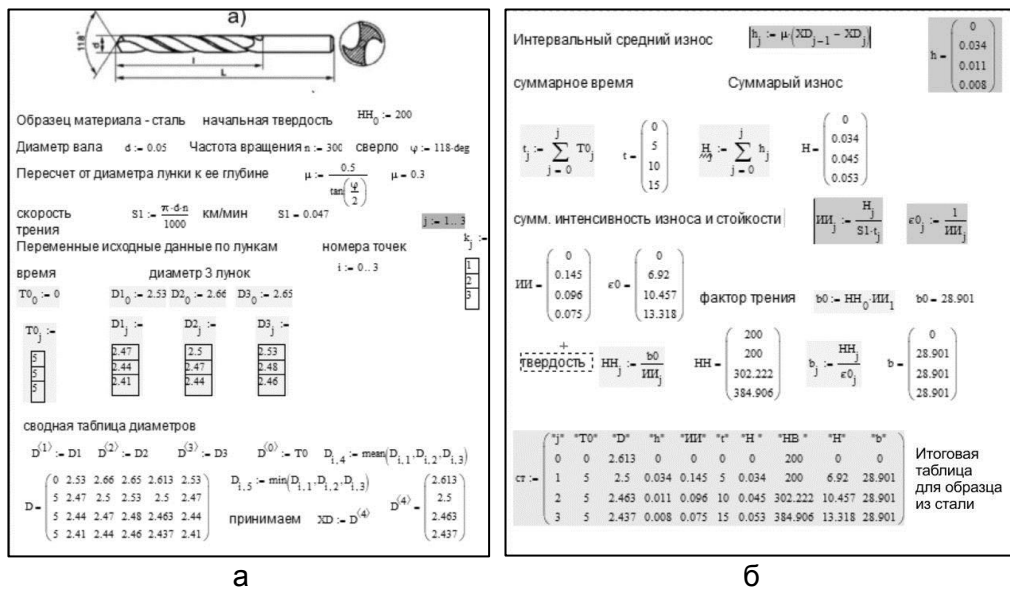 а)
118°
d
l
L
Образец материала - сталь начальная твердость HH0 := 200
Диаметр вала d := 0.05 Частота вращения n := 300 сверло φ := 118·deg
Пересчет от диаметра лунки к ее глубине μ := 0.5 / tan(φ/2) μ = 0.3
скорость трения S1 := π·d·n / 1000 км/мин S1 = 0.047
j := 1.. 3
Переменные исходные данные по лункам номера точек kj :=
i := 0.. 3
1
2
3
время диаметр 3 лунок
T00 := 0 D10 := 2.53 D20 := 2.66 D30 := 2.65
T0j := D1j := D2j := D3j :=
5 2.47 2.5 2.53
5 2.44 2.47 2.48
5 2.41 2.44 2.46
сводная таблица диаметров
D⟨1⟩ := D1 D⟨2⟩ := D2 D⟨3⟩ := D3 D⟨0⟩ := T0 Di,4 := mean(Di,1, Di,2, Di,3)
D =
0 2.53 2.66 2.65 2.613 2.53
5 2.47 2.5 2.53 2.5 2.47
5 2.44 2.47 2.48 2.463 2.44
5 2.41 2.44 2.46 2.437 2.41
Di,5 := min(Di,1, Di,2, Di,3)
принимаем XD := D⟨4⟩
D⟨4⟩ =
2.613
2.5
2.463
2.437
а
Интервальный средний износ hj := μ·(XDj−1 − XDj)
h =
0
0.034
0.011
0.008
суммарное время Суммарый износ
tj := ∑ T0j j j = 0
t =
0
5
10
15
Hj := ∑ hj j j = 0
H =
0
0.034
0.045
0.053
сумм. интенсивность износа и стойкости ИИj := Hj / S1·tj ε0j := 1 / ИИj
ИИ =
0
0.145
0.096
0.075
ε0 =
0
6.92
10.457
13.318
фактор трения b0 := HH0·ИИ1 b0 = 28.901
твердость HHj := b0 / ИИj
HH =
200
200
302.222
384.906
bj := HHj / ε0j
b =
0
28.901
28.901
28.901
ст :=
"j" "T0" "D" "h" "ИИ" "t" "H " "HB " "H" "b"
0 0 2.613 0 0 0 0 200 0 0
1 5 2.5 0.034 0.145 5 0.034 200 6.92 28.901
2 5 2.463 0.011 0.096 10 0.045 302.222 10.457 28.901
3 5 2.437 0.008 0.075 15 0.053 384.906 13.318 28.901
Итоговая
таблица
для образца
из стали
б